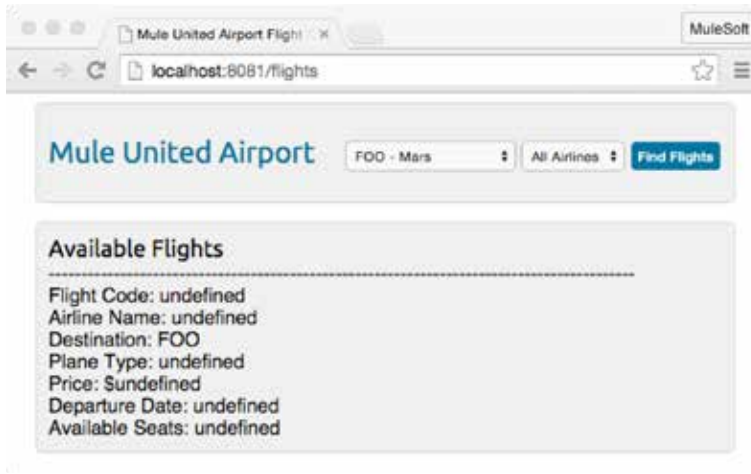 Mule United Airport Flight
MuleSoft
localhost:8081/flights
Mule United Airport
FOO - Mars
All Airlines
Find Flights
Available Flights
Flight Code: undefined
Airline Name: undefined
Destination: FOO
Plane Type: undefined
Price: $undefined
Departure Date: undefined
Available Seats: undefined